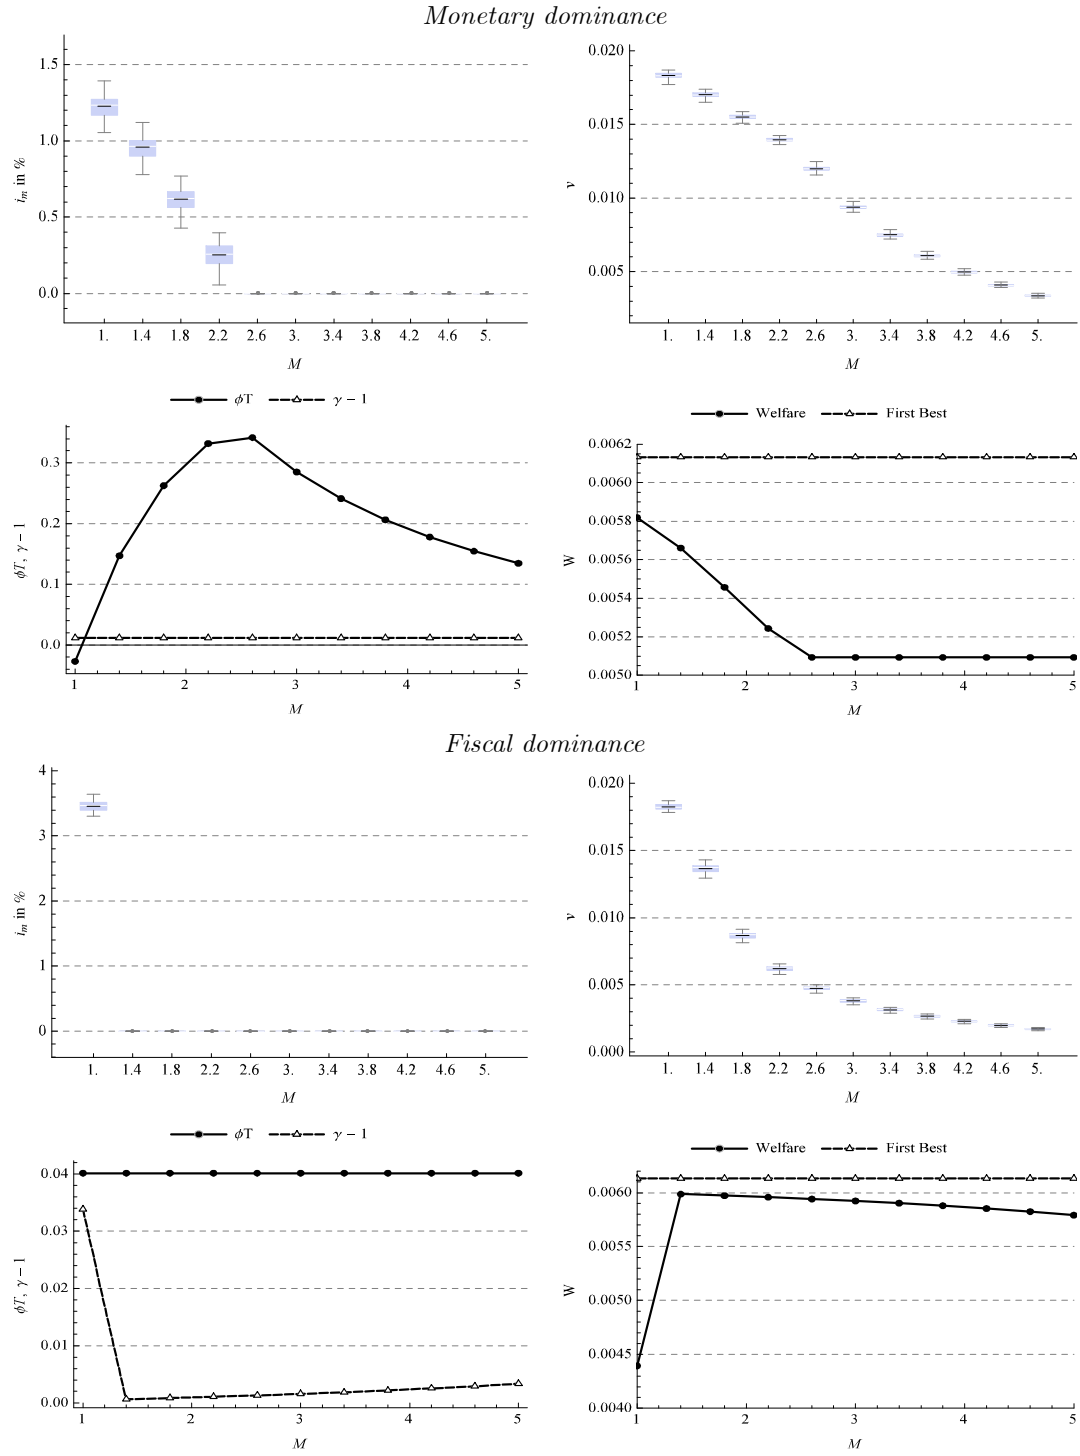 Monetary dominance
1.5
1.0
0.5
0.0
i_m in %
1. 1.4 1.8 2.2 2.6 3. 3.4 3.8 4.2 4.6 5.
M
0.020
0.015
0.010
0.005
v
1. 1.4 1.8 2.2 2.6 3. 3.4 3.8 4.2 4.6 5.
M
ϕT γ − 1
0.3
0.2
0.1
0.0
ϕT, γ − 1
1 2 3 4 5
M
Welfare First Best
0.0062
0.0060
0.0058
0.0056
0.0054
0.0052
0.0050
W
1 2 3 4 5
M
Fiscal dominance
4
3
2
1
0
i_m in %
1. 1.4 1.8 2.2 2.6 3. 3.4 3.8 4.2 4.6 5.
M
0.020
0.015
0.010
0.005
0.000
v
1. 1.4 1.8 2.2 2.6 3. 3.4 3.8 4.2 4.6 5.
M
ϕT γ − 1
0.04
0.03
0.02
0.01
0.00
ϕT, γ − 1
1 2 3 4 5
M
Welfare First Best
0.0060
0.0055
0.0050
0.0045
0.0040
W
1 2 3 4 5
M